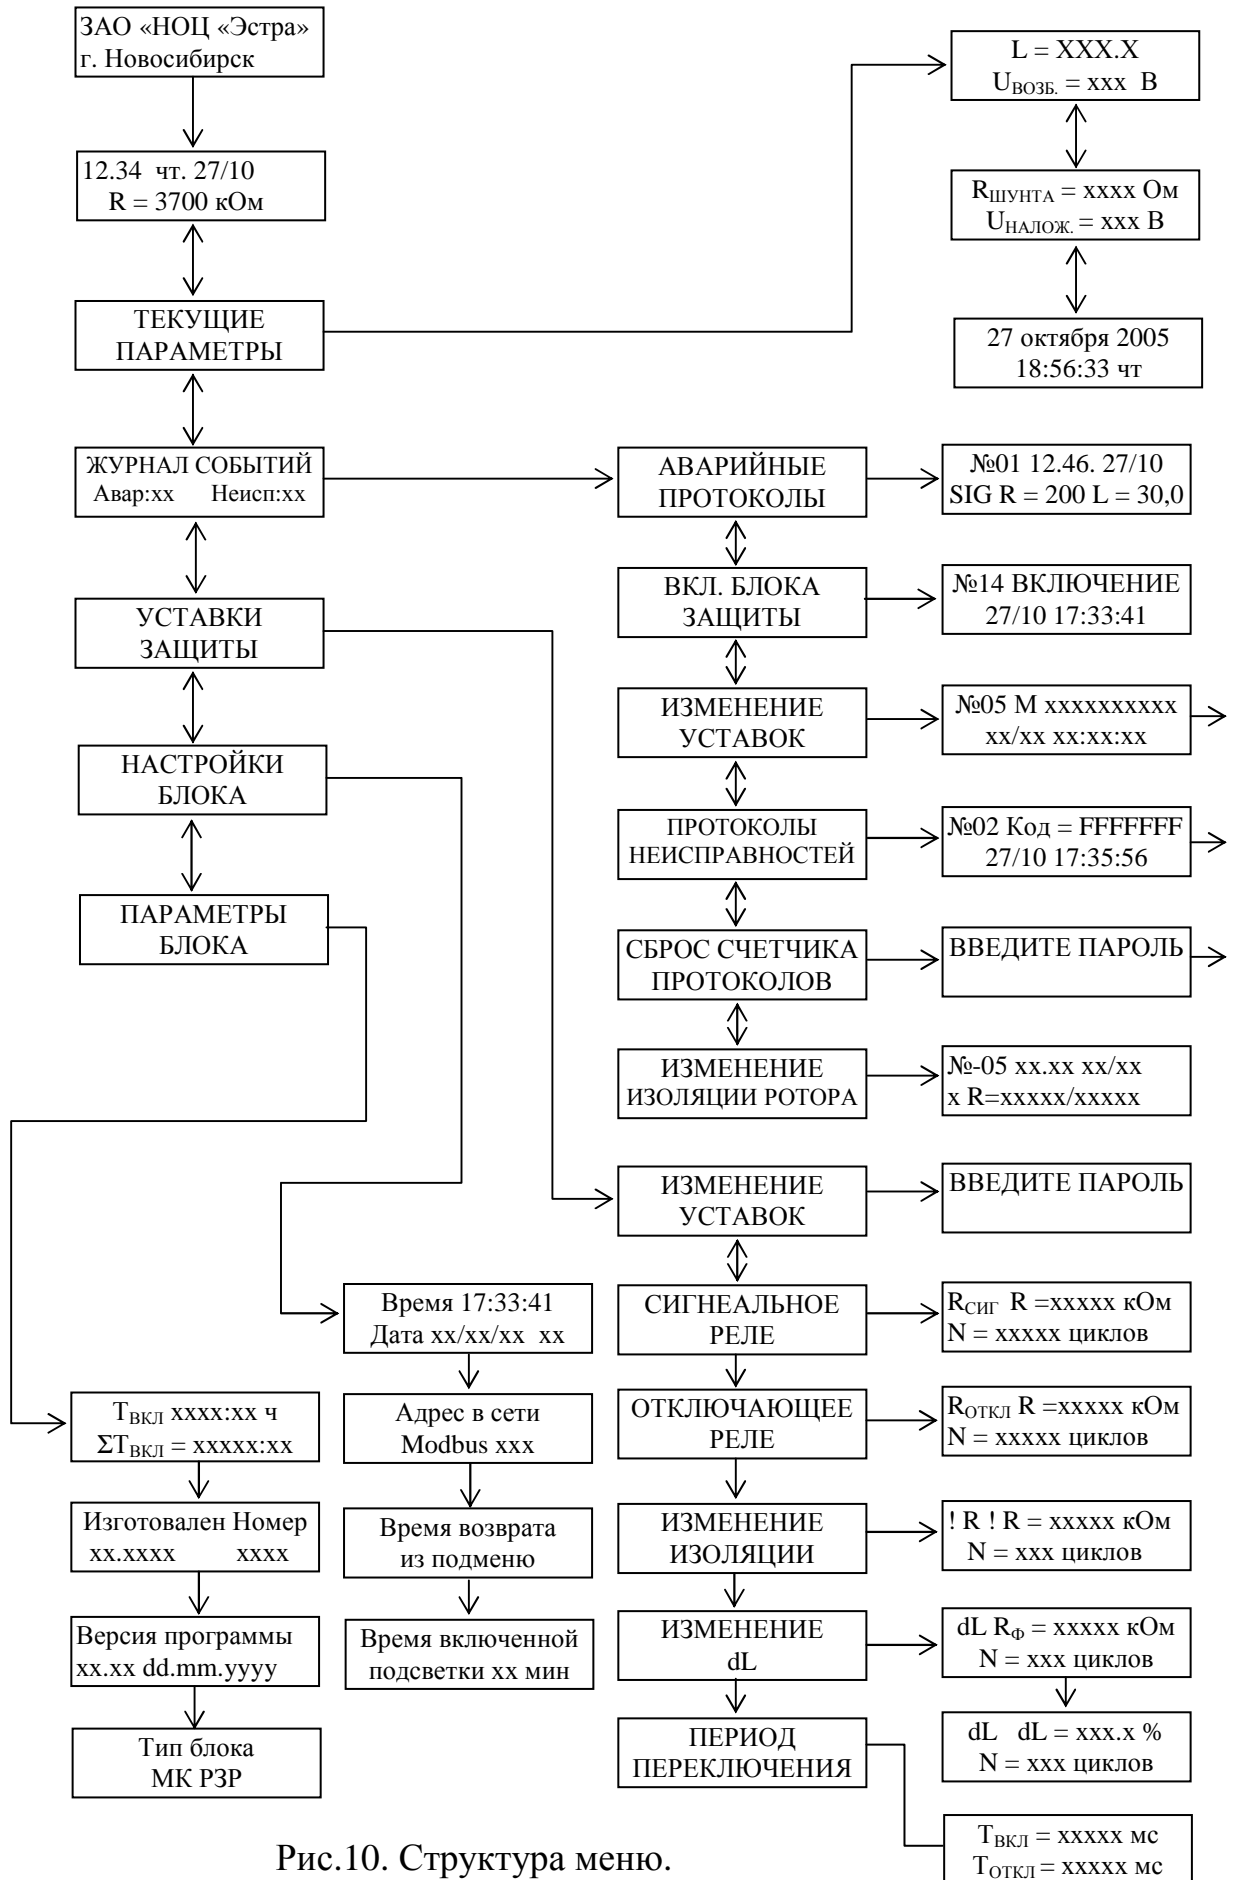 ЗАО «НОЦ «Эстра»
г. Новосибирск
12.34 чт. 27/10
R = 3700 кОм
ТЕКУЩИЕ
ПАРАМЕТРЫ
L = XXX.X
UВОЗБ. = xxx В
RШУНТА = xxxx Ом
UНАЛОЖ. = xxx В
27 октября 2005
18:56:33 чт
ЖУРНАЛ СОБЫТИЙ
Авар:xx Неисп:xx
АВАРИЙНЫЕ
ПРОТОКОЛЫ
№01 12.46. 27/10
SIG R = 200 L = 30,0
ВКЛ. БЛОКА
ЗАЩИТЫ
№14 ВКЛЮЧЕНИЕ
27/10 17:33:41
ИЗМЕНЕНИЕ
УСТАВОК
№05 М xxxxxxxxxx
xx/xx xx:xx:xx
ПРОТОКОЛЫ
НЕИСПРАВНОСТЕЙ
№02 Код = FFFFFFF
27/10 17:35:56
СБРОС СЧЕТЧИКА
ПРОТОКОЛОВ
ВВЕДИТЕ ПАРОЛЬ
ИЗМЕНЕНИЕ
ИЗОЛЯЦИИ РОТОРА
№-05 xx.xx xx/xx
x R=xxxxx/xxxxx
УСТАВКИ
ЗАЩИТЫ
ИЗМЕНЕНИЕ
УСТАВОК
ВВЕДИТЕ ПАРОЛЬ
СИГНЕАЛЬНОЕ
РЕЛЕ
RСИГ R =xxxxx кОм
N = xxxxx циклов
ОТКЛЮЧАЮЩЕЕ
РЕЛЕ
RОТКЛ R =xxxxx кОм
N = xxxxx циклов
ИЗМЕНЕНИЕ
ИЗОЛЯЦИИ
! R ! R = xxxxx кОм
N = xxx циклов
ИЗМЕНЕНИЕ
dL
dL RФ = xxxxx кОм
N = xxx циклов
dL dL = xxx.x %
N = xxx циклов
ПЕРИОД
ПЕРЕКЛЮЧЕНИЯ
TВКЛ = xxxxx мс
TОТКЛ = xxxxx мс
НАСТРОЙКИ
БЛОКА
Время 17:33:41
Дата xx/xx/xx xx
Адрес в сети
Modbus xxx
Время возврата
из подменю
Время включенной
подсветки xx мин
ПАРАМЕТРЫ
БЛОКА
TВКЛ xxxx:xx ч
ΣTВКЛ = xxxxx:xx
Изготовален Номер
xx.xxxx xxxx
Версия программы
xx.xx dd.mm.yyyy
Тип блока
МК РЗР
Рис.10. Структура меню.